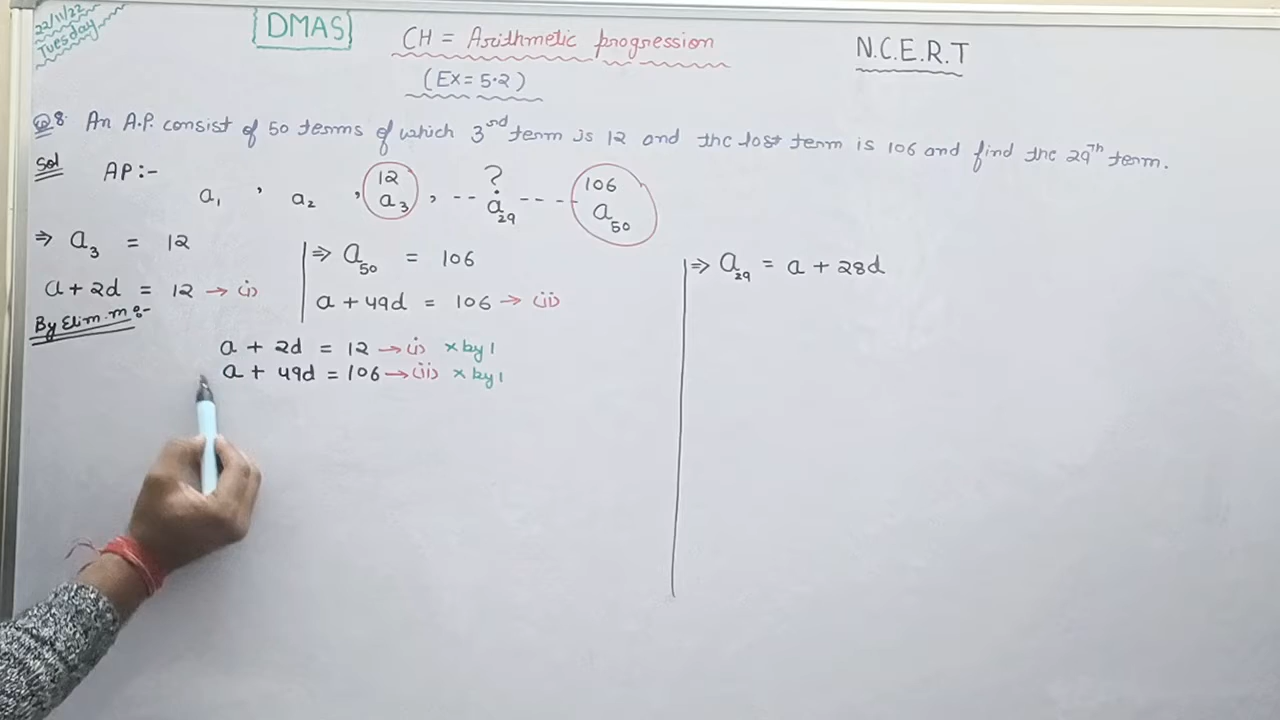 22/11/22
Tuesday
DMAS
CH = Arithmetic progression
N.C.E.R.T
(Ex = 5.2)
Q8. An A.P. consist of 50 terms of which 3rd term is 12 and the last term is 106 and find the 29th term.
Sol
AP:-
12 ? 106
a1 , a2 , a3, -- a29 --- a50
⇒ a3 = 12
⇒ a50 = 106
⇒ a29 = a + 28d
a + 2d = 12 → (i)
a + 49d = 106 → (ii)
By Elim. m:-
a + 2d = 12 → (i) × by 1
a + 49d = 106 → (ii) × by 1